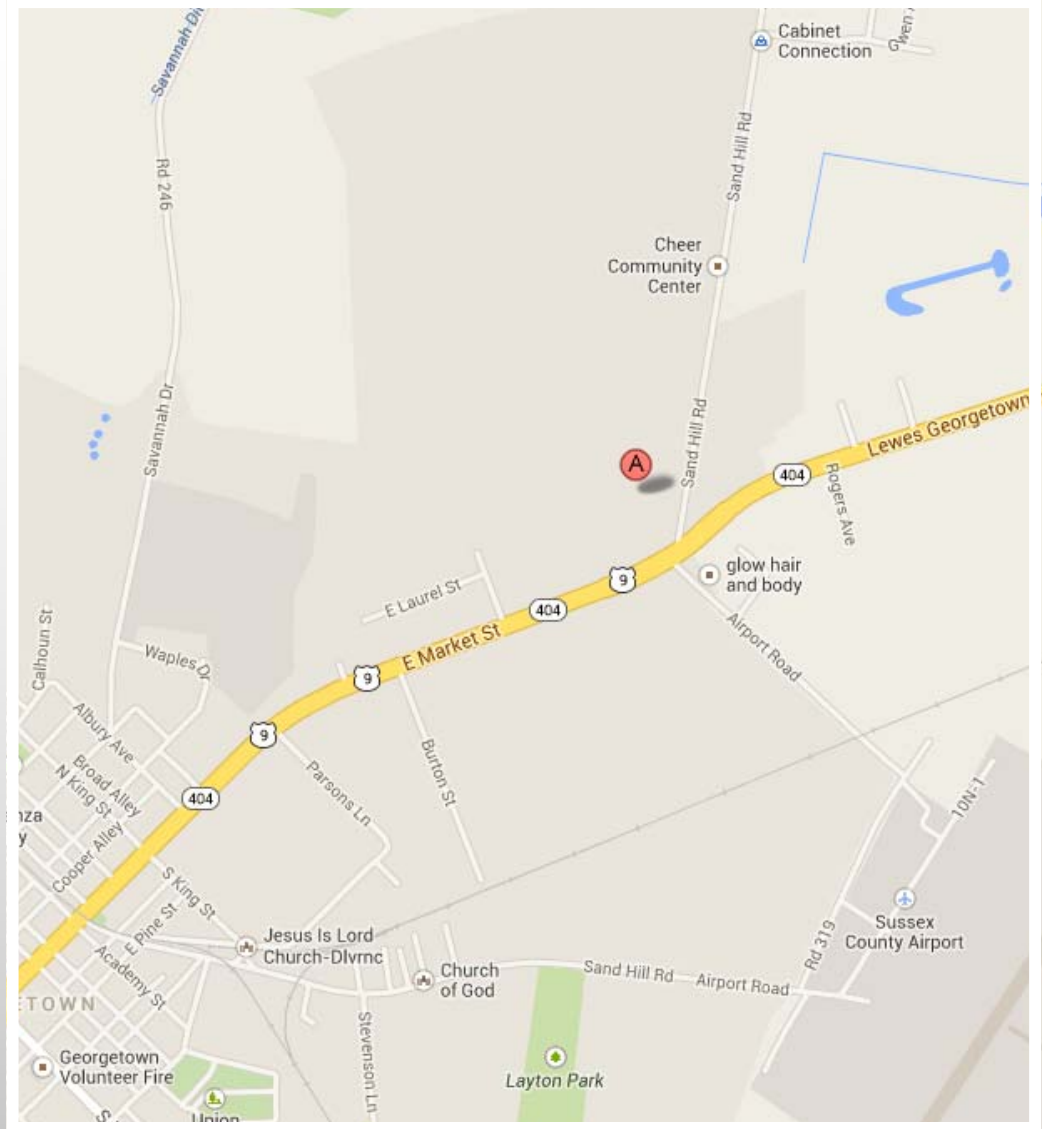 Savannah Dr
Cabinet
Connection
Gwen
Rd 246
Sand Hill Rd
Cheer
Community
Center
Savannah Dr
Sand Hill Rd
Lewes Georgetown
A
404
Rogers Ave
glow hair
and body
9
E Laurel St
404
E Market St
Airport Road
Calhoun St
Waples Dr
9
Albury Ave
9
Broad Alley
N King St
Burton St
Parsons Ln
404
10N-1
nza
y
Cooper Alley
S King St
Sussex
County Airport
E Pine St
Jesus Is Lord
Church-Dlvrnc
Rd 319
Academy St
Church
of God
Sand Hill Rd
Airport Road
ETOWN
Stevenson Ln
Georgetown
Volunteer Fire
Layton Park
Union
S